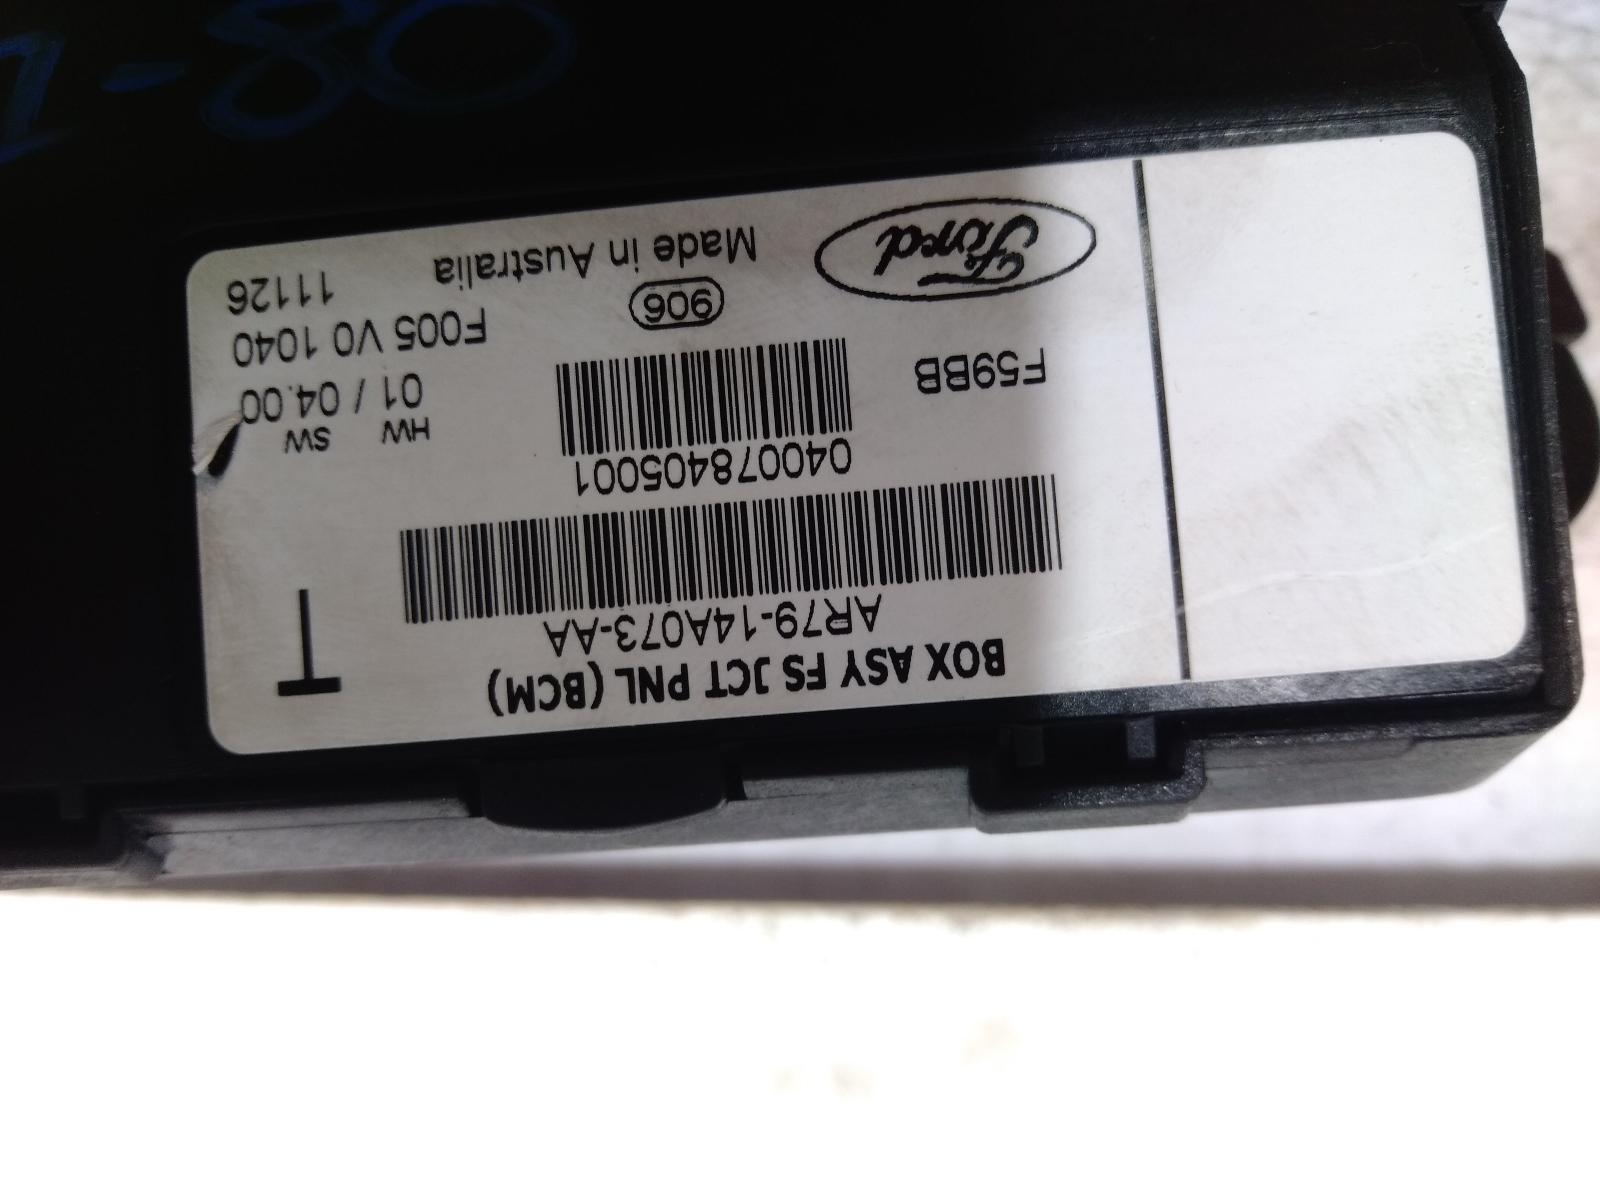 BOX ASY FS JCT PNL (BCM)
AR79-14A073-AA
T
040078405001
HW SW
01 / 04.00
F59BB
F005 V0 1040
906
11126
Ford
Made in Australia